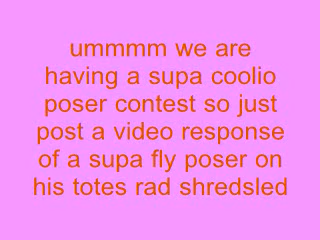 ummmm we are
having a supa coolio
poser contest so just
post a video response
of a supa fly poser on
his totes rad shredsled